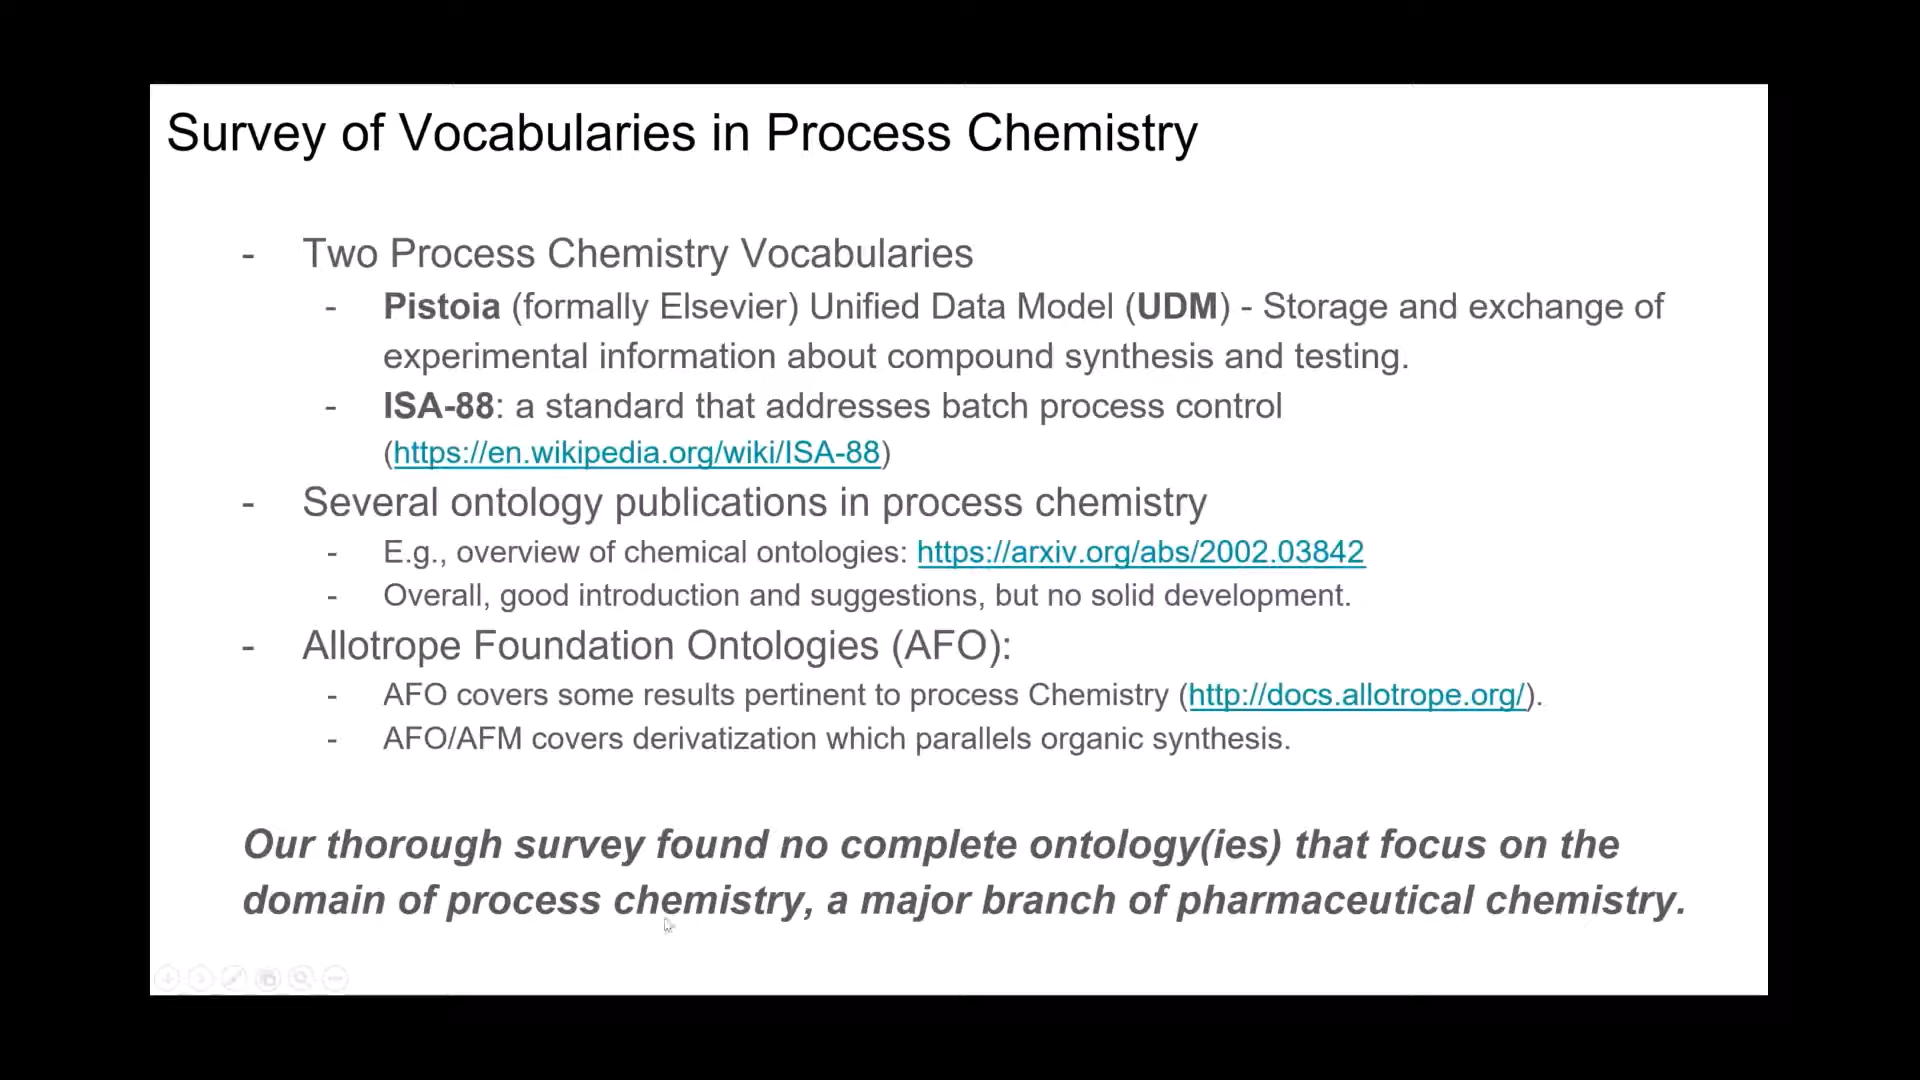 Survey of Vocabularies in Process Chemistry
- Two Process Chemistry Vocabularies
- Pistoia (formally Elsevier) Unified Data Model (UDM) - Storage and exchange of
experimental information about compound synthesis and testing.
- ISA-88: a standard that addresses batch process control
(https://en.wikipedia.org/wiki/ISA-88)
- Several ontology publications in process chemistry
- E.g., overview of chemical ontologies: https://arxiv.org/abs/2002.03842
- Overall, good introduction and suggestions, but no solid development.
- Allotrope Foundation Ontologies (AFO):
- AFO covers some results pertinent to process Chemistry (http://docs.allotrope.org/).
- AFO/AFM covers derivatization which parallels organic synthesis.
Our thorough survey found no complete ontology(ies) that focus on the
domain of process chemistry, a major branch of pharmaceutical chemistry.